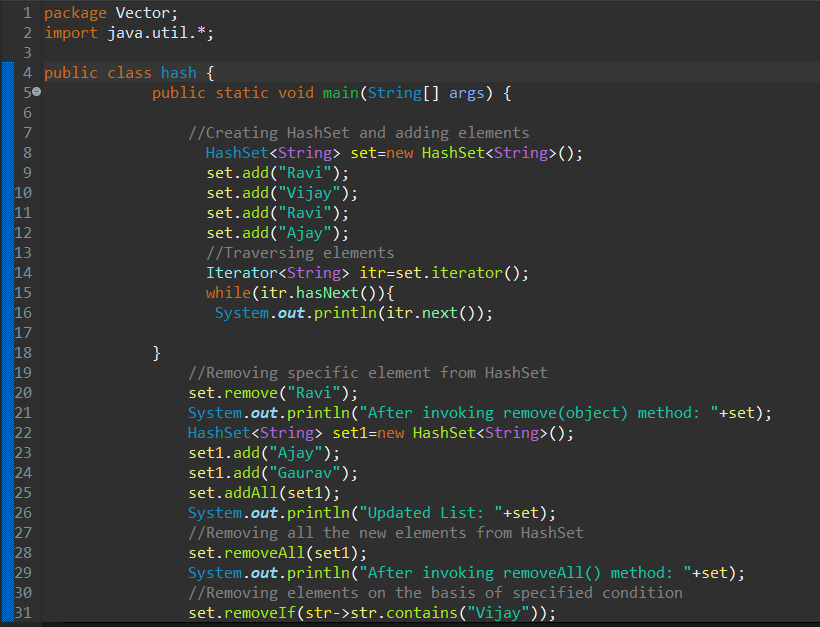 1 package Vector;
2 import java.util.*;
3
4 public class hash {
5 public static void main(String[] args) {
6
7 //Creating HashSet and adding elements
8 HashSet<String> set=new HashSet<String>();
9 set.add("Ravi");
10 set.add("Vijay");
11 set.add("Ravi");
12 set.add("Ajay");
13 //Traversing elements
14 Iterator<String> itr=set.iterator();
15 while(itr.hasNext()){
16 System.out.println(itr.next());
17
18 }
19 //Removing specific element from HashSet
20 set.remove("Ravi");
21 System.out.println("After invoking remove(object) method: "+set);
22 HashSet<String> set1=new HashSet<String>();
23 set1.add("Ajay");
24 set1.add("Gaurav");
25 set.addAll(set1);
26 System.out.println("Updated List: "+set);
27 //Removing all the new elements from HashSet
28 set.removeAll(set1);
29 System.out.println("After invoking removeAll() method: "+set);
30 //Removing elements on the basis of specified condition
31 set.removeIf(str->str.contains("Vijay"));